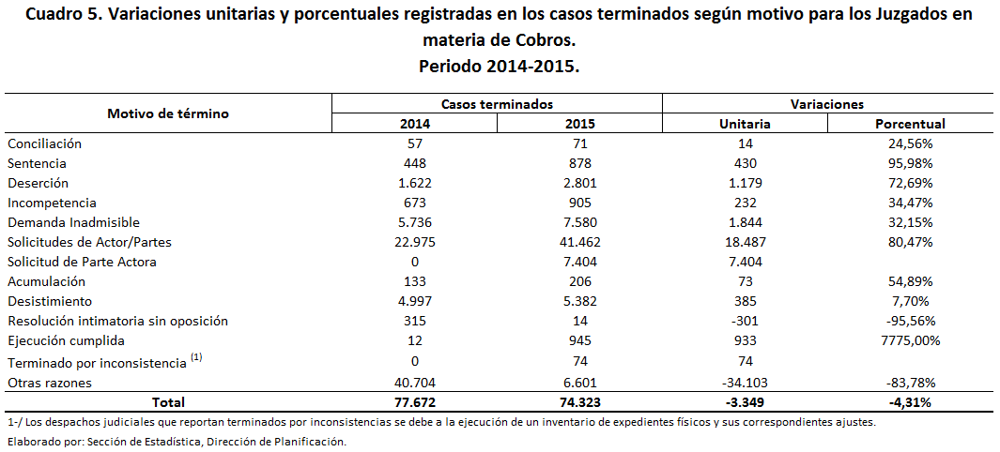 Cuadro 5. Variaciones unitarias y porcentuales registradas en los casos terminados según motivo para los Juzgados en
materia de Cobros.
Periodo 2014-2015.
Motivo de término Casos terminados Variaciones
2014 2015 Unitaria Porcentual
Conciliación 57 71 14 24,56%
Sentencia 448 878 430 95,98%
Deserción 1.622 2.801 1.179 72,69%
Incompetencia 673 905 232 34,47%
Demanda Inadmisible 5.736 7.580 1.844 32,15%
Solicitudes de Actor/Partes 22.975 41.462 18.487 80,47%
Solicitud de Parte Actora 0 7.404 7.404
Acumulación 133 206 73 54,89%
Desistimiento 4.997 5.382 385 7,70%
Resolución intimatoria sin oposición 315 14 -301 -95,56%
Ejecución cumplida 12 945 933 7775,00%
Terminado por inconsistencia (1) 0 74 74
Otras razones 40.704 6.601 -34.103 -83,78%
Total 77.672 74.323 -3.349 -4,31%
1-/ Los despachos judiciales que reportan terminados por inconsistencias se debe a la ejecución de un inventario de expedientes físicos y sus correspondientes ajustes.
Elaborado por: Sección de Estadística, Dirección de Planificación.